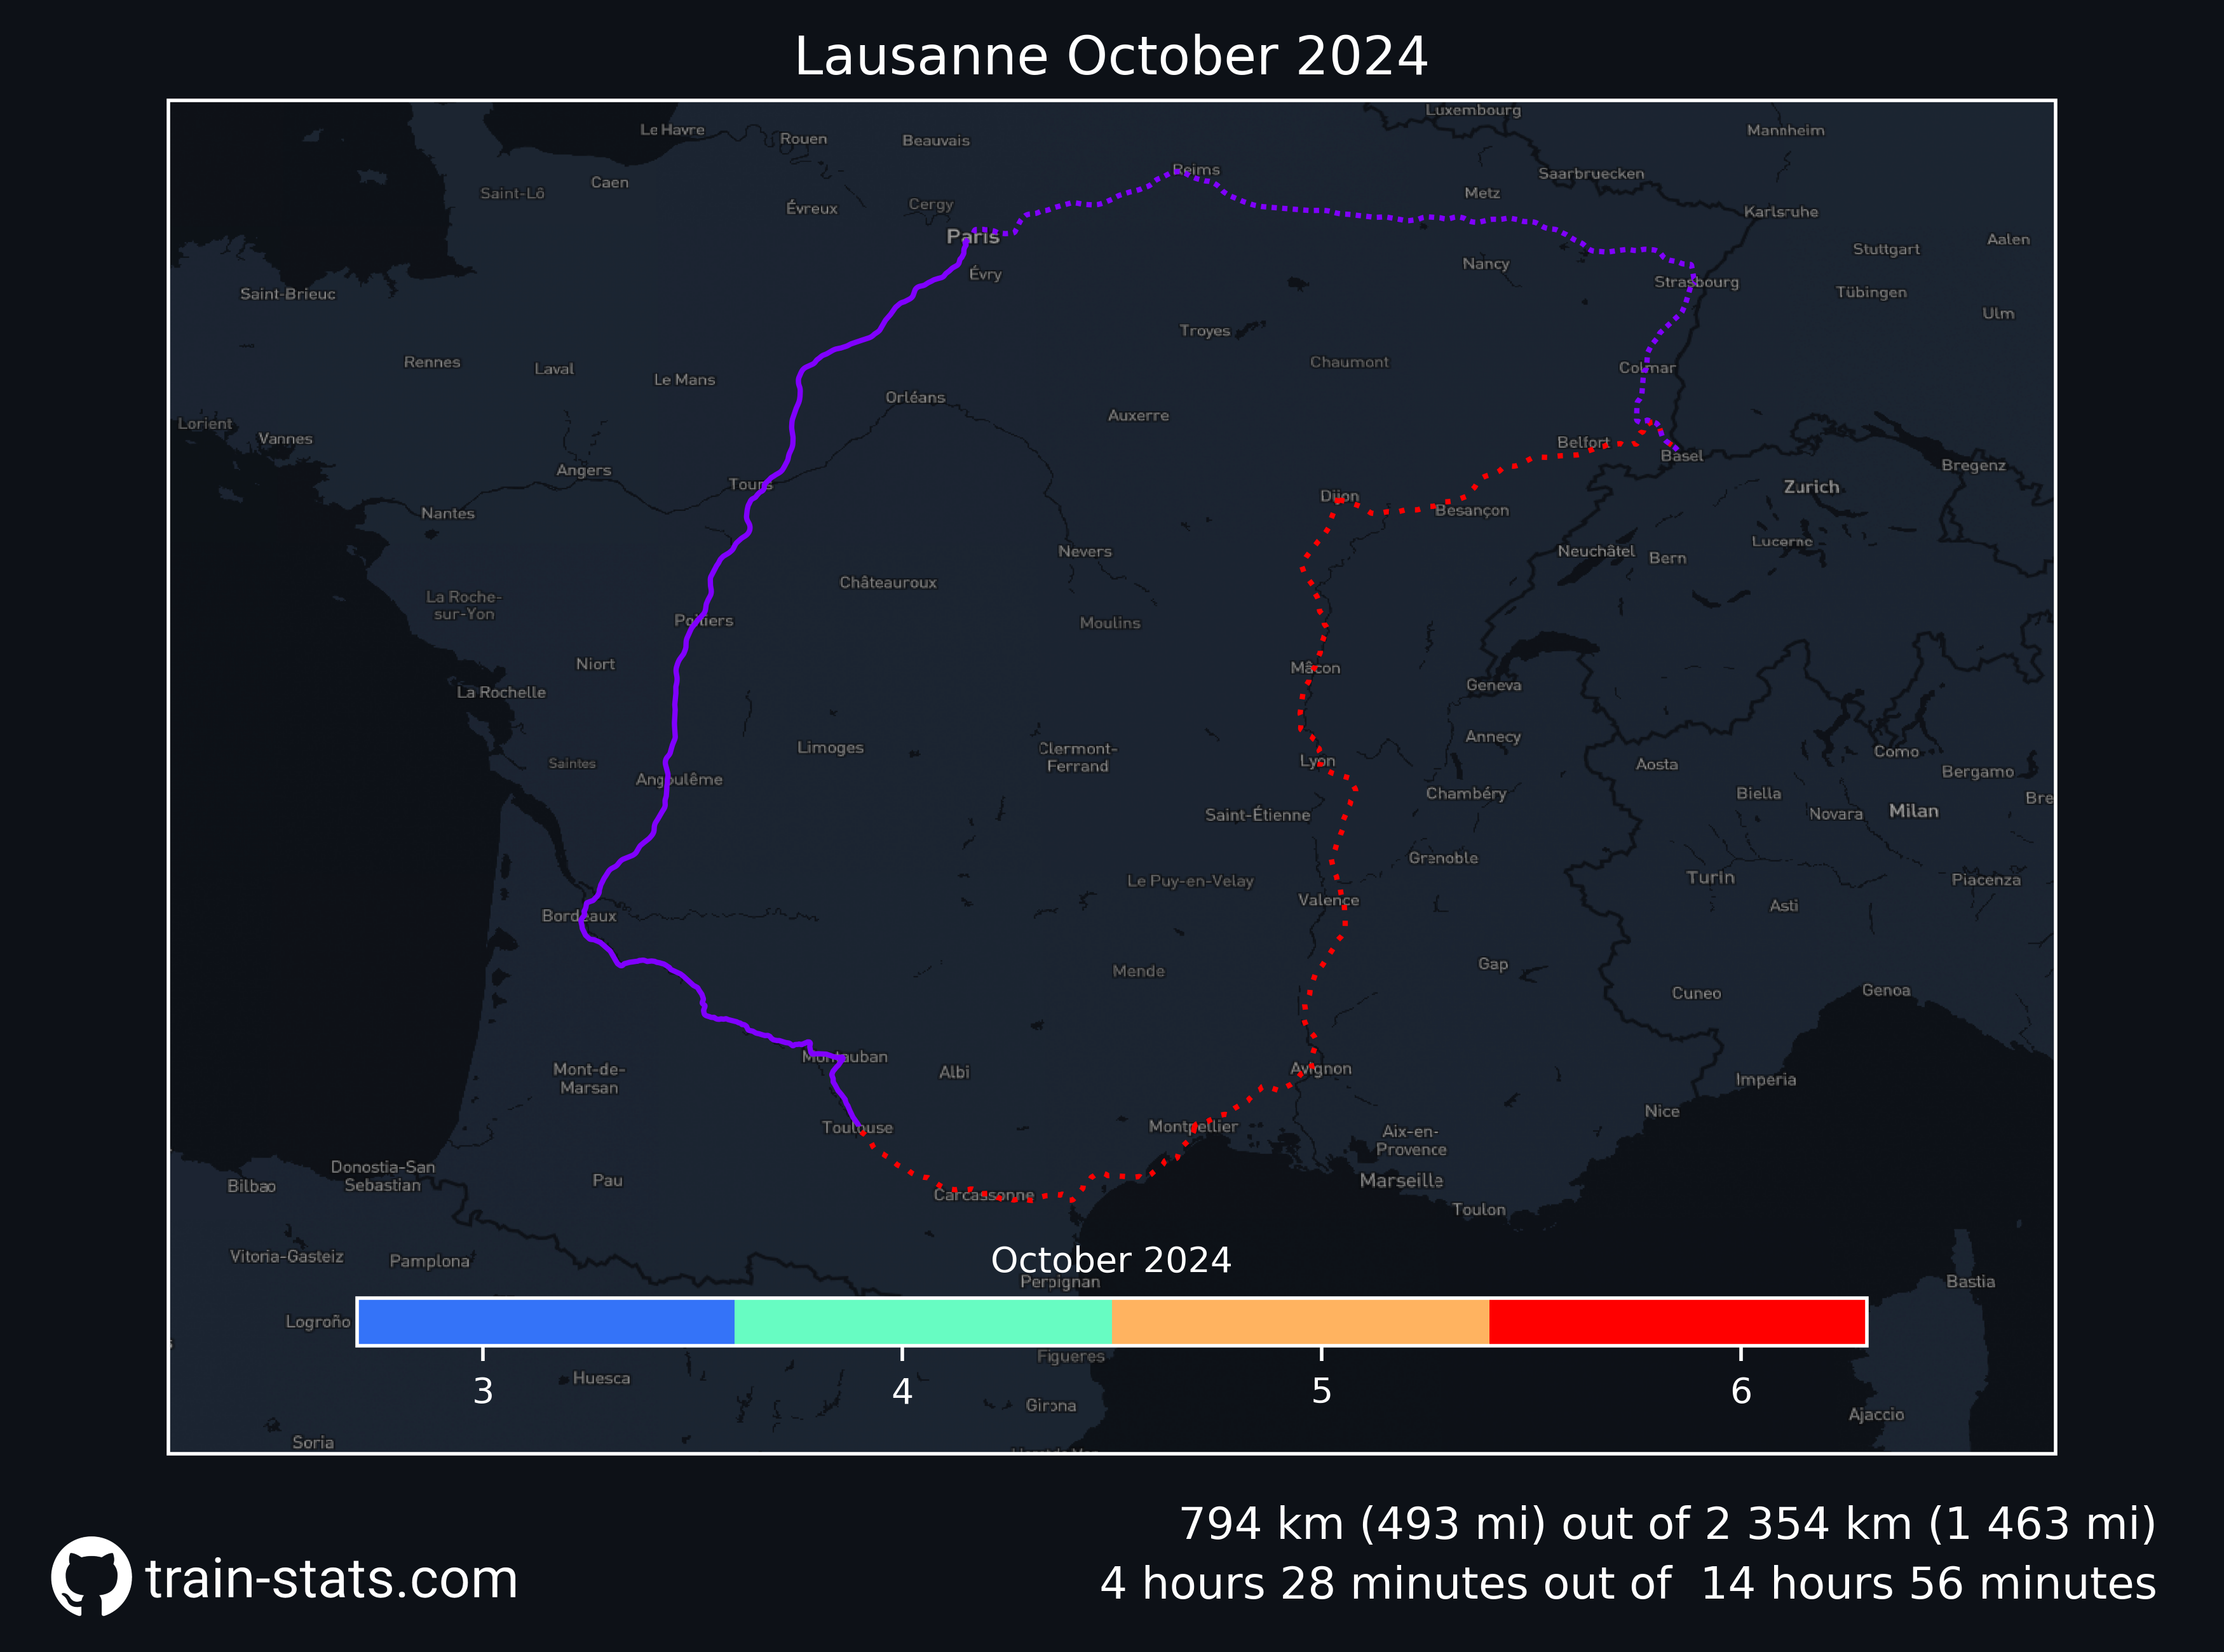 Lausanne October 2024
Luxembourg
Le Havre
Rouen
Beauvais
Mannheim
Reims
Saarbruecken
Saint-Lô
Caen
Metz
Évreux
Cergy
Karlsruhe
Paris
Aalen
Stuttgart
Nancy
Évry
Strasbourg
Saint-Brieuc
Tübingen
Ulm
Troyes
Rennes
Laval
Chaumont
Colmar
Le Mans
Orléans
Auxerre
Lorient
Vannes
Belfort
Basel
Bregenz
Angers
Tours
Zurich
Dijon
Nantes
Besançon
Lucerne
Nevers
Neuchâtel
Bern
Châteauroux
La Roche-
sur-Yon
Poitiers
Moulins
Niort
Mâcon
La Rochelle
Geneva
Annecy
Limoges
Clermont-
Ferrand
Como
Saintes
Lyon
Aosta
Bergamo
Angoulême
Chambéry
Biella
Bre
Saint-Étienne
Novara
Milan
Grenoble
Le Puy-en-Velay
Turin
Piacenza
Valence
Asti
Bordeaux
Mende
Gap
Cuneo
Genoa
Montauban
Mont-de-
Marsan
Albi
Avignon
Imperia
Nice
Toulouse
Montpellier
Aix-en-
Provence
Donostia-San
Sebastian
Bilbao
Pau
Marseille
Carcassonne
Toulon
Vitoria-Gasteiz
Pamplona
October 2024
Perpignan
Bastia
Logroño
Figueres
Huesca
3
4
5
6
Girona
Ajaccio
Soria
794 km (493 mi) out of 2 354 km (1 463 mi)
train-stats.com
4 hours 28 minutes out of 14 hours 56 minutes